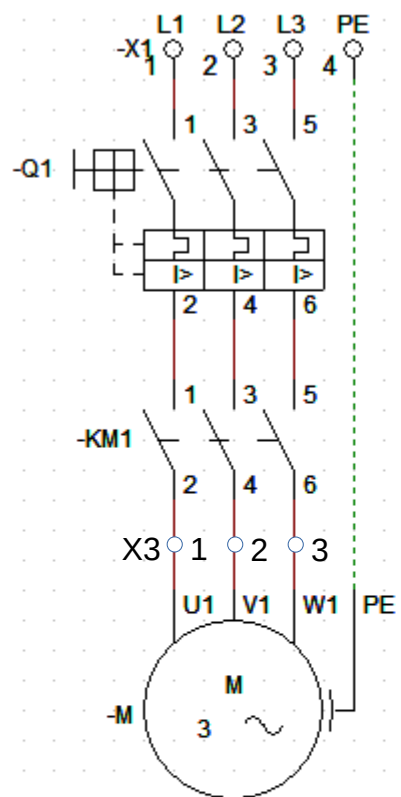 L1 L2 L3 PE
-X1 1 2 3 4
1 3 5
-Q1
I> I> I>
2 4 6
1 3 5
-KM1
2 4 6
X3 1 2 3
U1 V1 W1 PE
M
-M 3